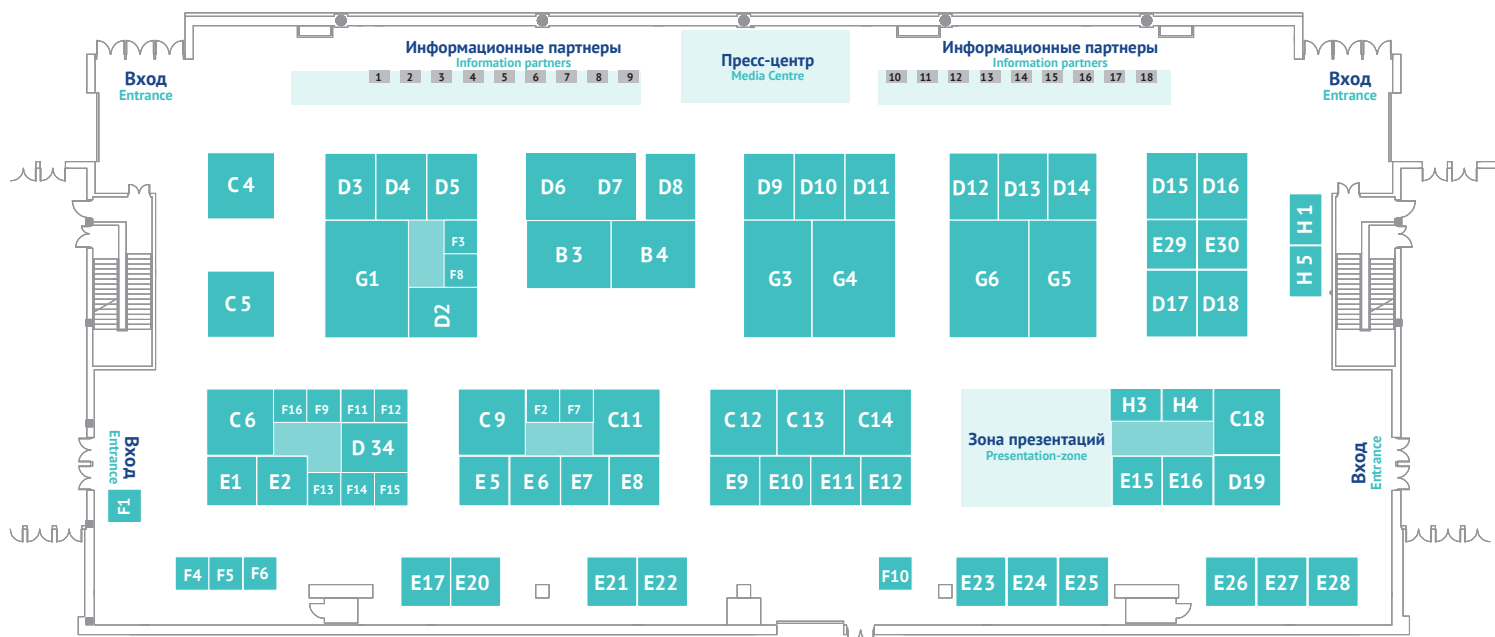 Информационные партнеры
Information partners
1 2 3 4 5 6 7 8 9
Пресс-центр
Media Centre
Информационные партнеры
Information partners
10 11 12 13 14 15 16 17 18
Вход
Entrance
Вход
Entrance
C 4
D3 D4 D5
D6 D7 D8
D9 D10 D11
D12 D13 D14
D15 D16
H 1
F3
F8
G1
D2
B 3 B 4
G3 G4
G6 G5
E29 E30
H 5
C 5
D17 D18
C 6
F16 F9 F11 F12
D 34
E1 E2
F13 F14 F15
C 9
F2 F7
C11
E 5 E 6 E7 E8
C 12 C 13 C 14
E9 E10 E11 E12
Зона презентаций
Presentation-zone
H3 H4
C18
E15 E16 D19
Вход
Entrance
F1
Вход
Entrance
F4 F5 F6
E17 E20
E21 E22
F10
E23 E24 E25
E26 E27 E28